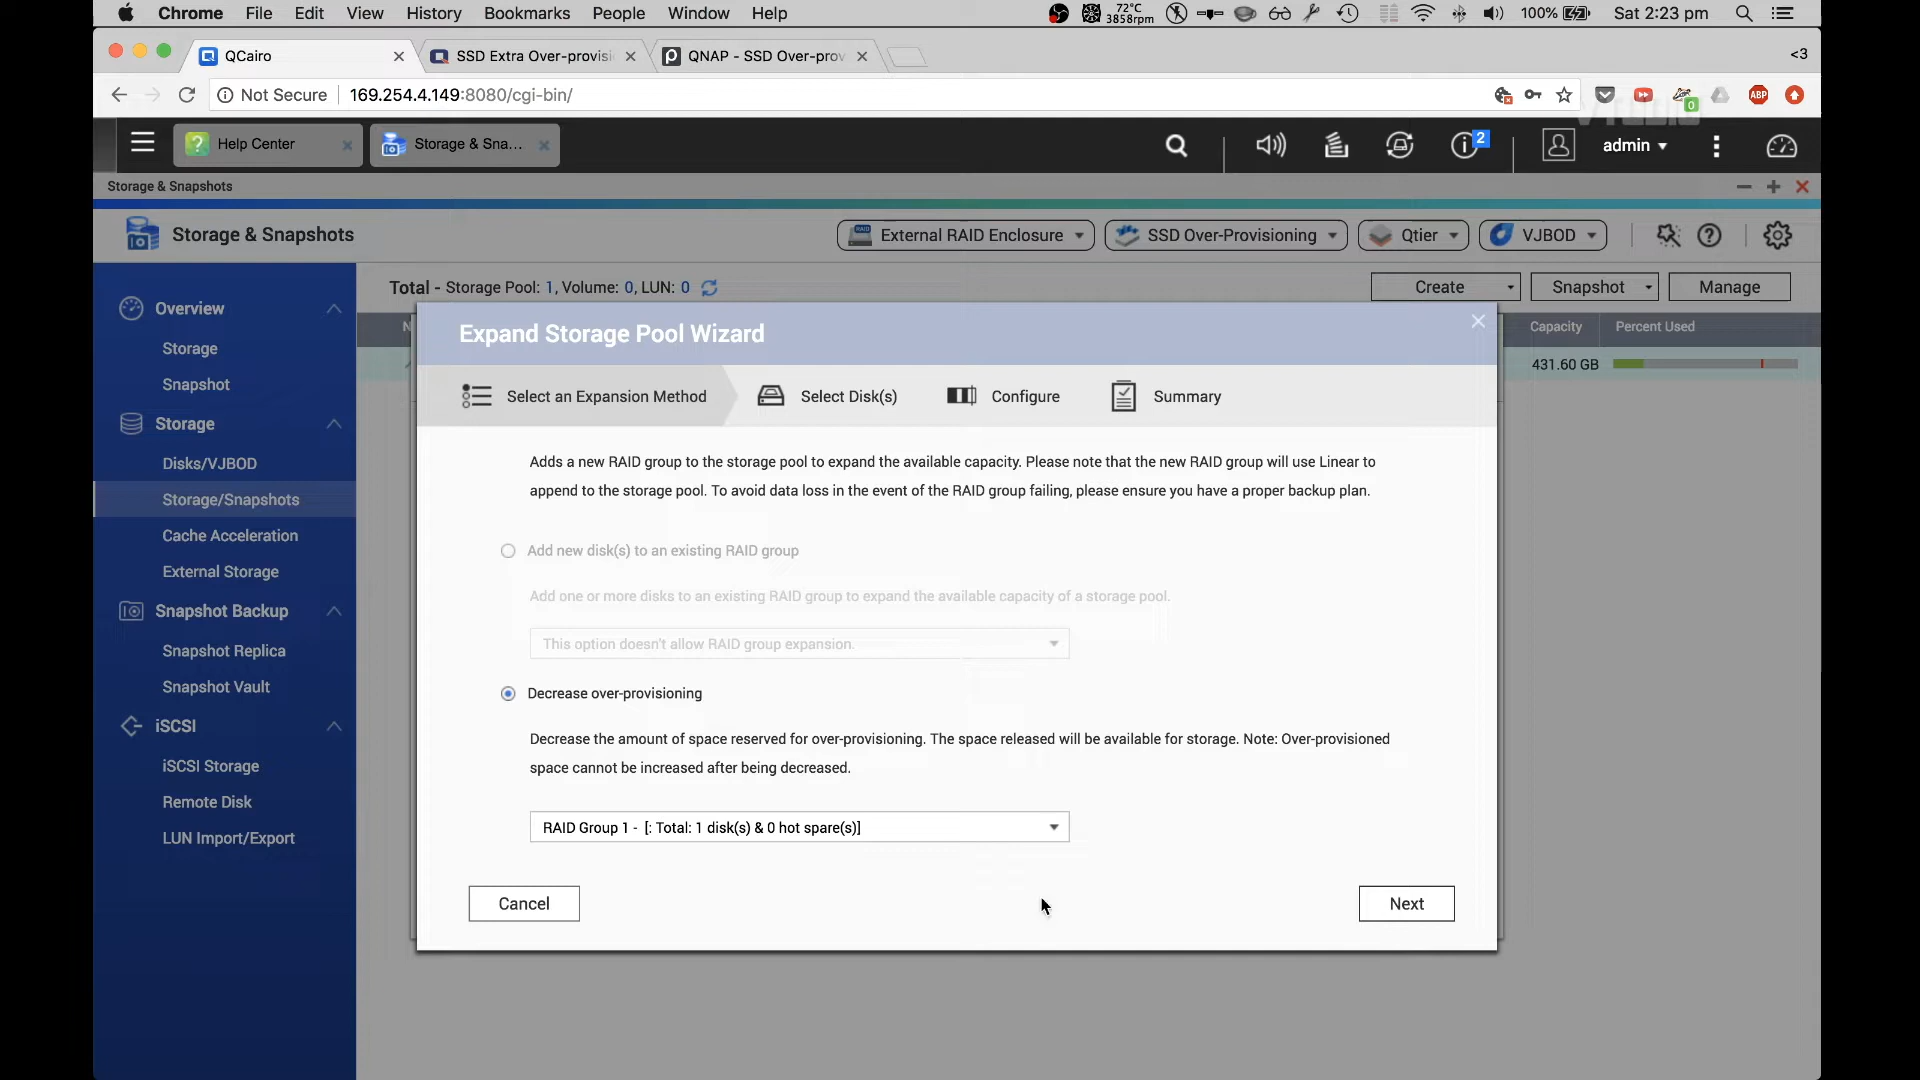 Chrome File Edit View History Bookmarks People Window Help
72°C
3858rpm
100%
Sat 2:23 pm
QCairo
SSD Extra Over-provisi
QNAP - SSD Over-prov
<3
Not Secure
169.254.4.149:8080/cgi-bin/
0
ABP
Help Center
Storage & Sna...
2
admin
Storage & Snapshots
Storage & Snapshots
RAID
External RAID Enclosure
SSD Over-Provisioning
Qtier
VJBOD
Overview
Storage
Snapshot
Storage
Disks/VJBOD
Storage/Snapshots
Cache Acceleration
External Storage
Snapshot Backup
Snapshot Replica
Snapshot Vault
iSCSI
iSCSI Storage
Remote Disk
LUN Import/Export
Total - Storage Pool: 1, Volume: 0, LUN: 0
Create
Snapshot
Manage
N
Capacity
Percent Used
431.60 GB
Expand Storage Pool Wizard
Select an Expansion Method
Select Disk(s)
Configure
Summary
Adds a new RAID group to the storage pool to expand the available capacity. Please note that the new RAID group will use Linear to
append to the storage pool. To avoid data loss in the event of the RAID group failing, please ensure you have a proper backup plan.
Add new disk(s) to an existing RAID group
Add one or more disks to an existing RAID group to expand the available capacity of a storage pool.
This option doesn't allow RAID group expansion.
Decrease over-provisioning
Decrease the amount of space reserved for over-provisioning. The space released will be available for storage. Note: Over-provisioned
space cannot be increased after being decreased.
RAID Group 1 - [: Total: 1 disk(s) & 0 hot spare(s)]
Cancel
Next